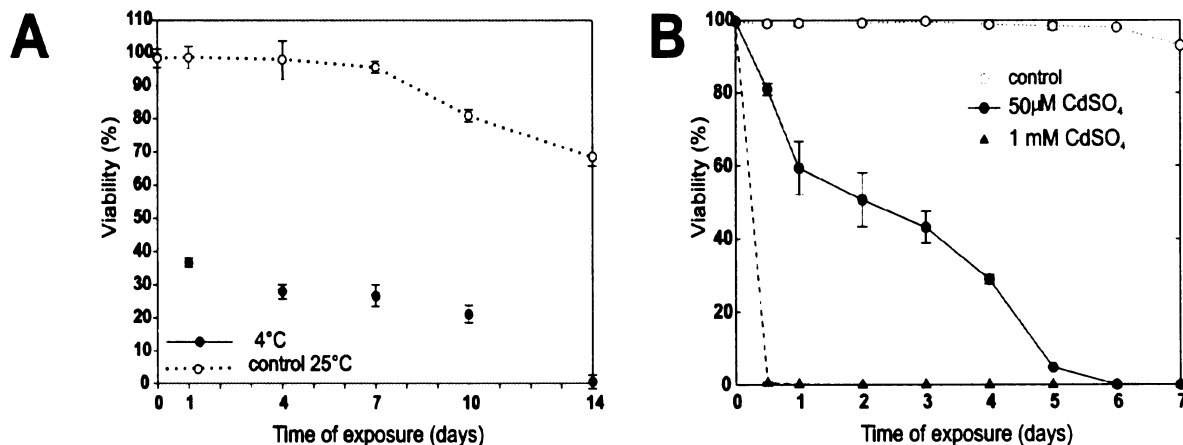 A
110
100
90
80
70
60
50
40
30
20
10
0
Viability (%)
4°C
control 25°C
0 1 4 7 10 14
Time of exposure (days)
B
100
80
60
40
20
0
Viability (%)
control
50µM CdSO₄
1 mM CdSO₄
0 1 2 3 4 5 6 7
Time of exposure (days)